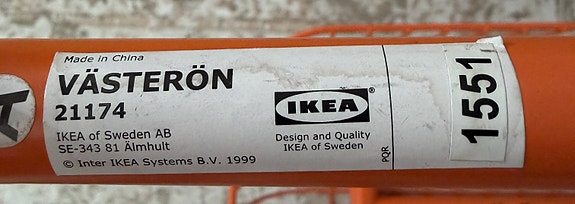 Made in China
VÄSTERÖN
21174
IKEA of Sweden AB
SE-343 81 Älmhult
© Inter IKEA Systems B.V. 1999
IKEA
Design and Quality
IKEA of Sweden
PQR
1551